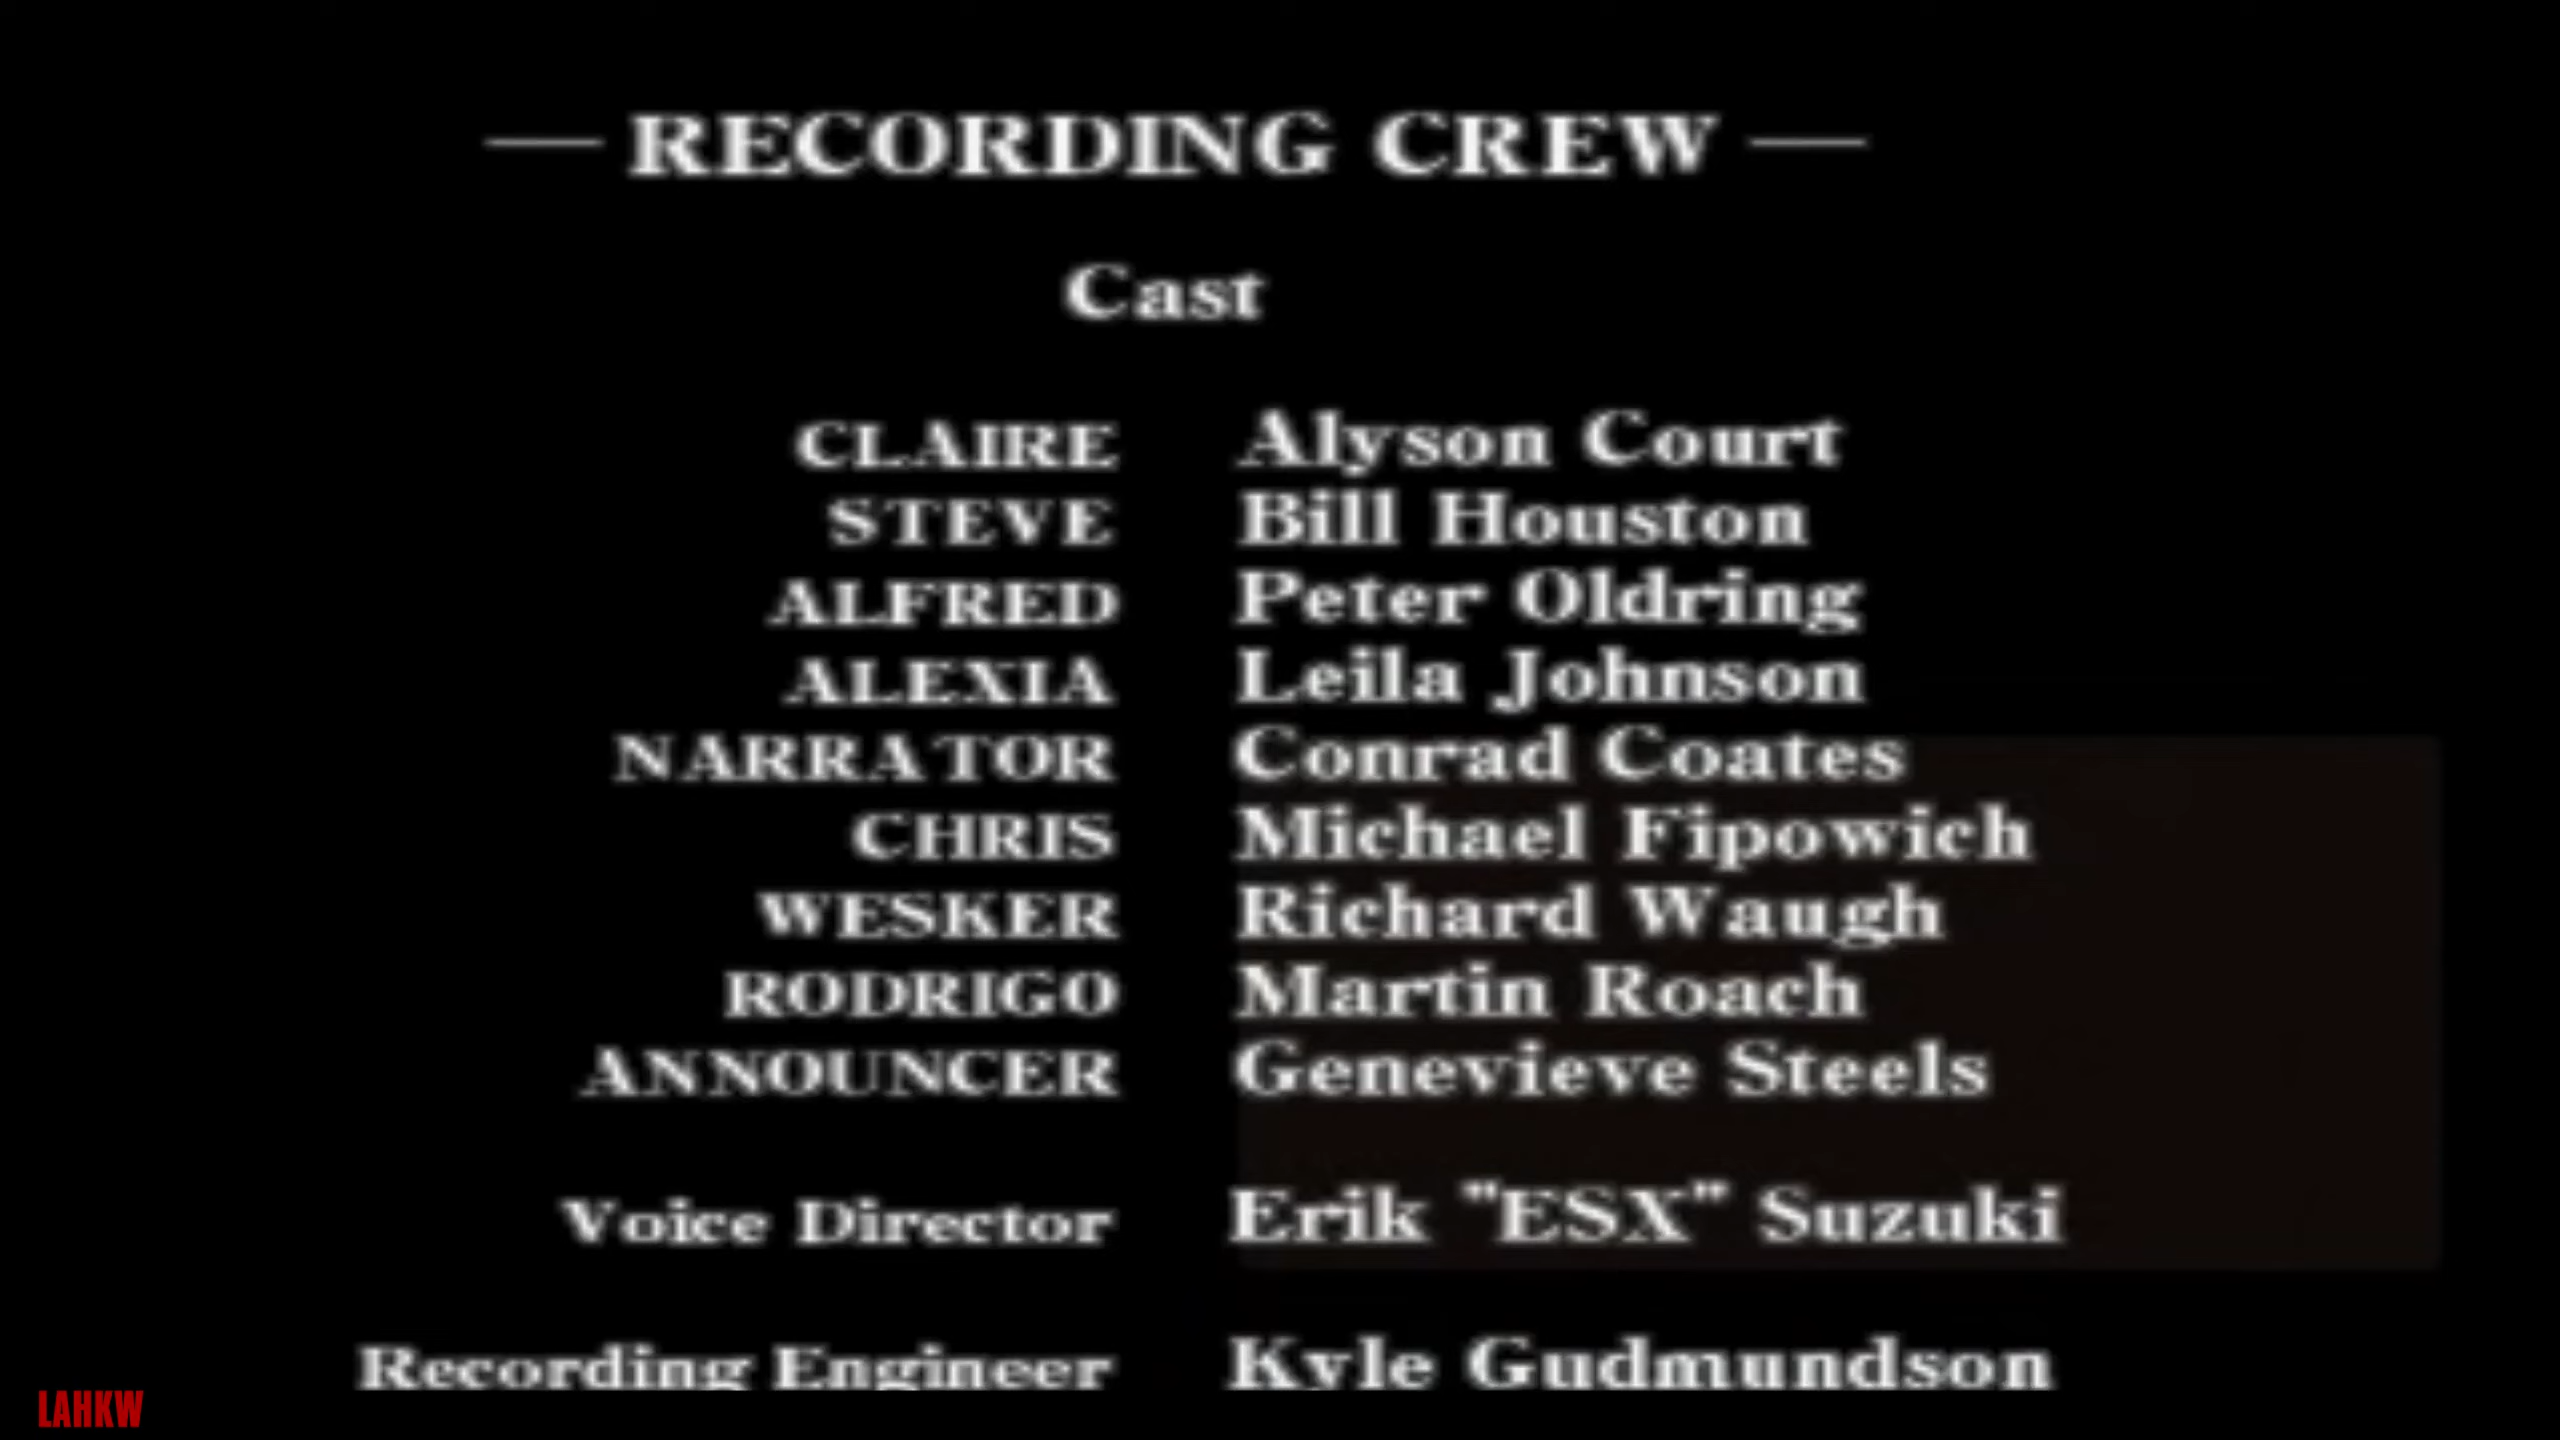 — RECORDING CREW —
Cast
CLAIRE Alyson Court
STEVE Bill Houston
ALFRED Peter Oldring
ALEXIA Leila Johnson
NARRATOR Conrad Coates
CHRIS Michael Fipowich
WESKER Richard Waugh
RODRIGO Martin Roach
ANNOUNCER Genevieve Steels
Voice Director Erik "ESX" Suzuki
Recording Engineer Kyle Gudmundson
LAHKW